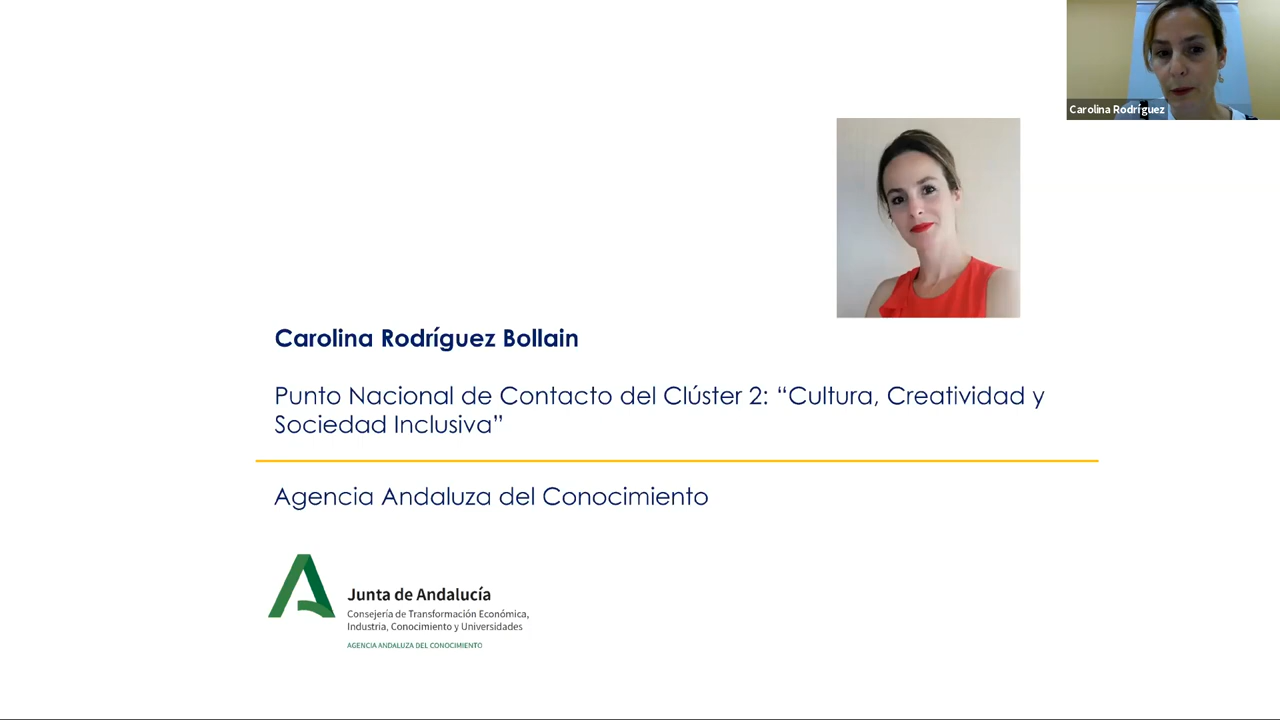 Carolina Rodríguez
Carolina Rodríguez Bollain
Punto Nacional de Contacto del Clúster 2: “Cultura, Creatividad y
Sociedad Inclusiva”
Agencia Andaluza del Conocimiento
Junta de Andalucía
Consejería de Transformación Económica,
Industria, Conocimiento y Universidades
AGENCIA ANDALUZA DEL CONOCIMIENTO